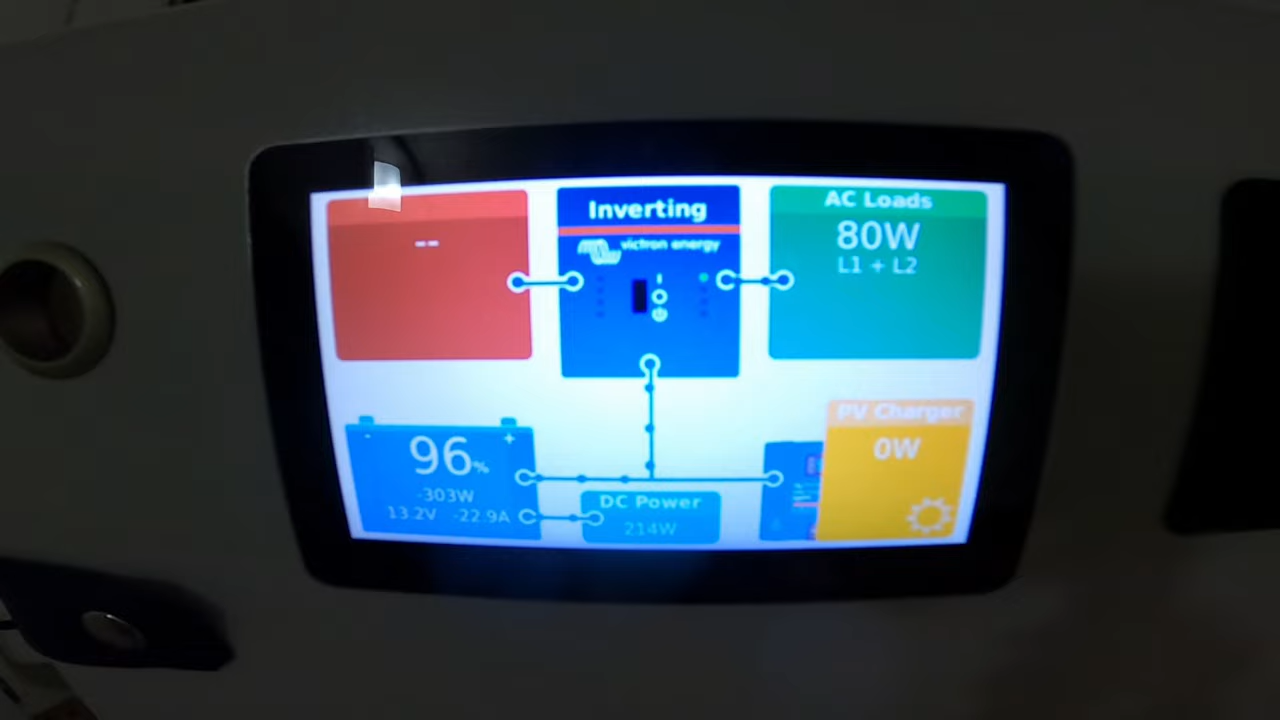 --
Inverting
victron energy
AC Loads
80W
L1 + L2
96%
-303W
13.2V -22.9A
DC Power
214W
PV Charger
0W